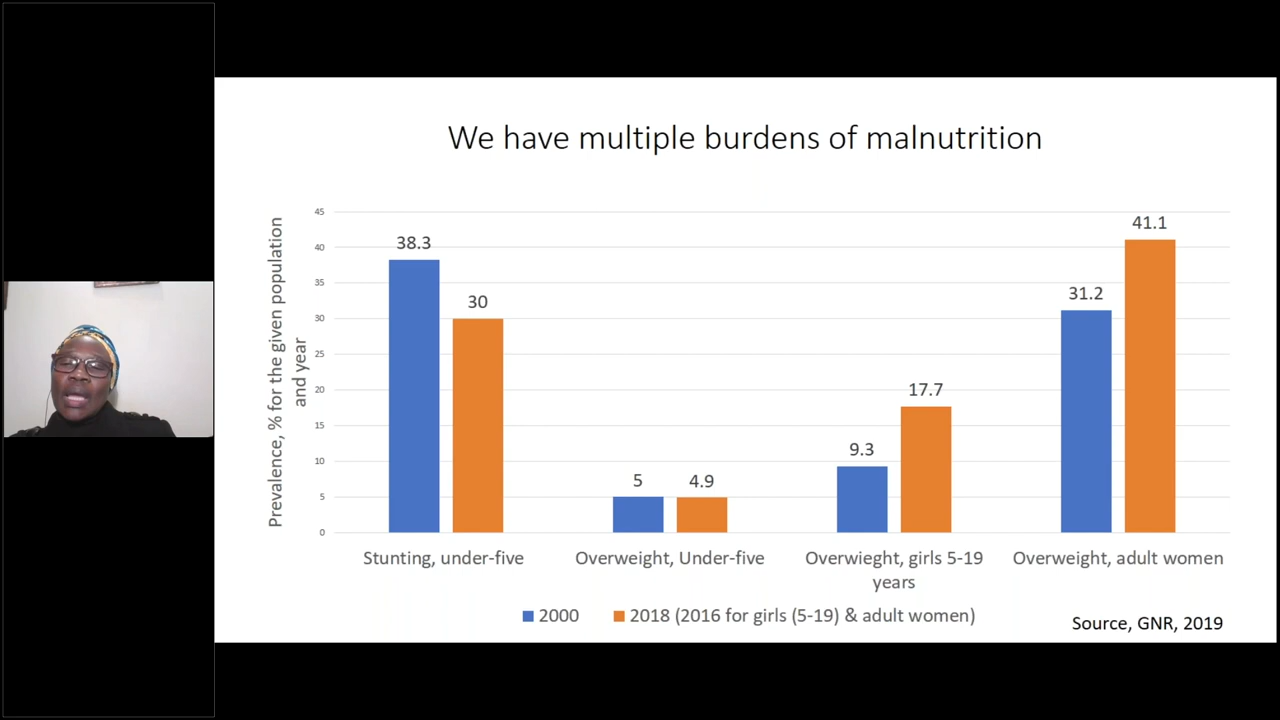 We have multiple burdens of malnutrition
Prevalence, % for the given population
and year
45
40
35
30
25
20
15
10
5
0
38.3
30
5
4.9
9.3
17.7
31.2
41.1
Stunting, under-five
Overweight, Under-five
Overwieght, girls 5-19
years
Overweight, adult women
2000
2018 (2016 for girls (5-19) & adult women)
Source, GNR, 2019